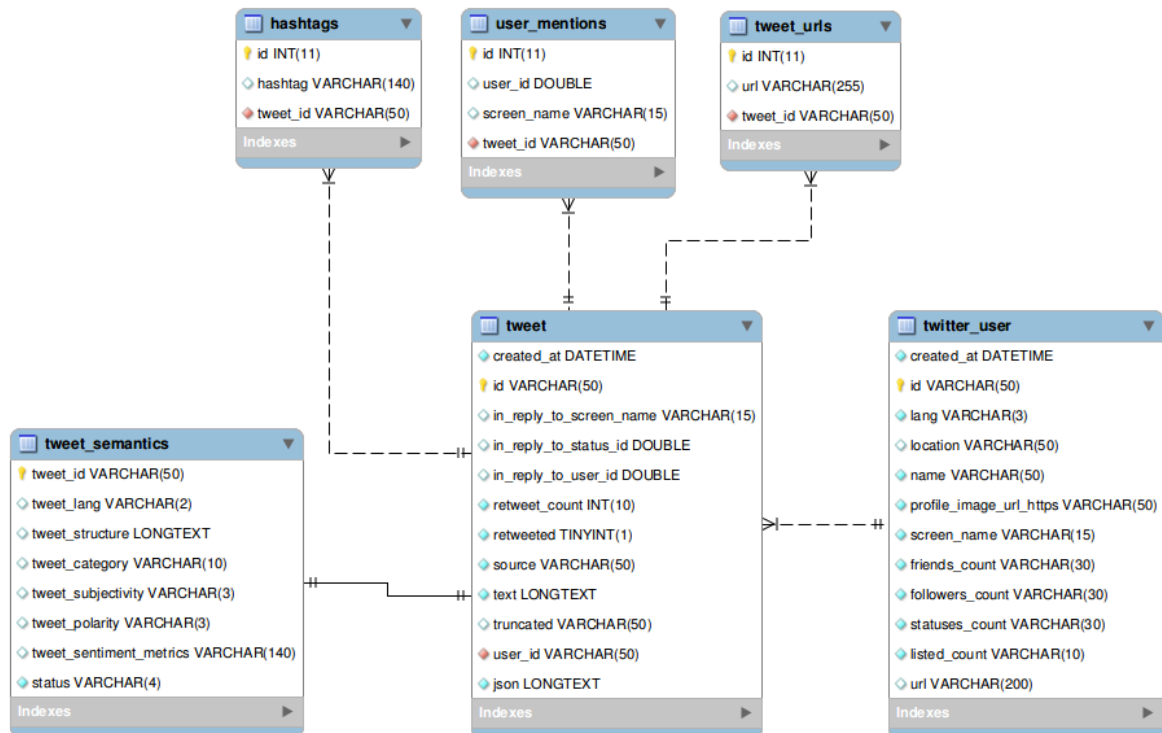 hashtags
id INT(11)
hashtag VARCHAR(140)
tweet_id VARCHAR(50)
Indexes
user_mentions
id INT(11)
user_id DOUBLE
screen_name VARCHAR(15)
tweet_id VARCHAR(50)
Indexes
tweet_urls
id INT(11)
url VARCHAR(255)
tweet_id VARCHAR(50)
Indexes
tweet_semantics
tweet_id VARCHAR(50)
tweet_lang VARCHAR(2)
tweet_structure LONGTEXT
tweet_category VARCHAR(10)
tweet_subjectivity VARCHAR(3)
tweet_polarity VARCHAR(3)
tweet_sentiment_metrics VARCHAR(140)
status VARCHAR(4)
Indexes
tweet
created_at DATETIME
id VARCHAR(50)
in_reply_to_screen_name VARCHAR(15)
in_reply_to_status_id DOUBLE
in_reply_to_user_id DOUBLE
retweet_count INT(10)
retweeted TINYINT(1)
source VARCHAR(50)
text LONGTEXT
truncated VARCHAR(50)
user_id VARCHAR(50)
json LONGTEXT
Indexes
twitter_user
created_at DATETIME
id VARCHAR(50)
lang VARCHAR(3)
location VARCHAR(50)
name VARCHAR(50)
profile_image_url_https VARCHAR(50)
screen_name VARCHAR(15)
friends_count VARCHAR(30)
followers_count VARCHAR(30)
statuses_count VARCHAR(30)
listed_count VARCHAR(10)
url VARCHAR(200)
Indexes